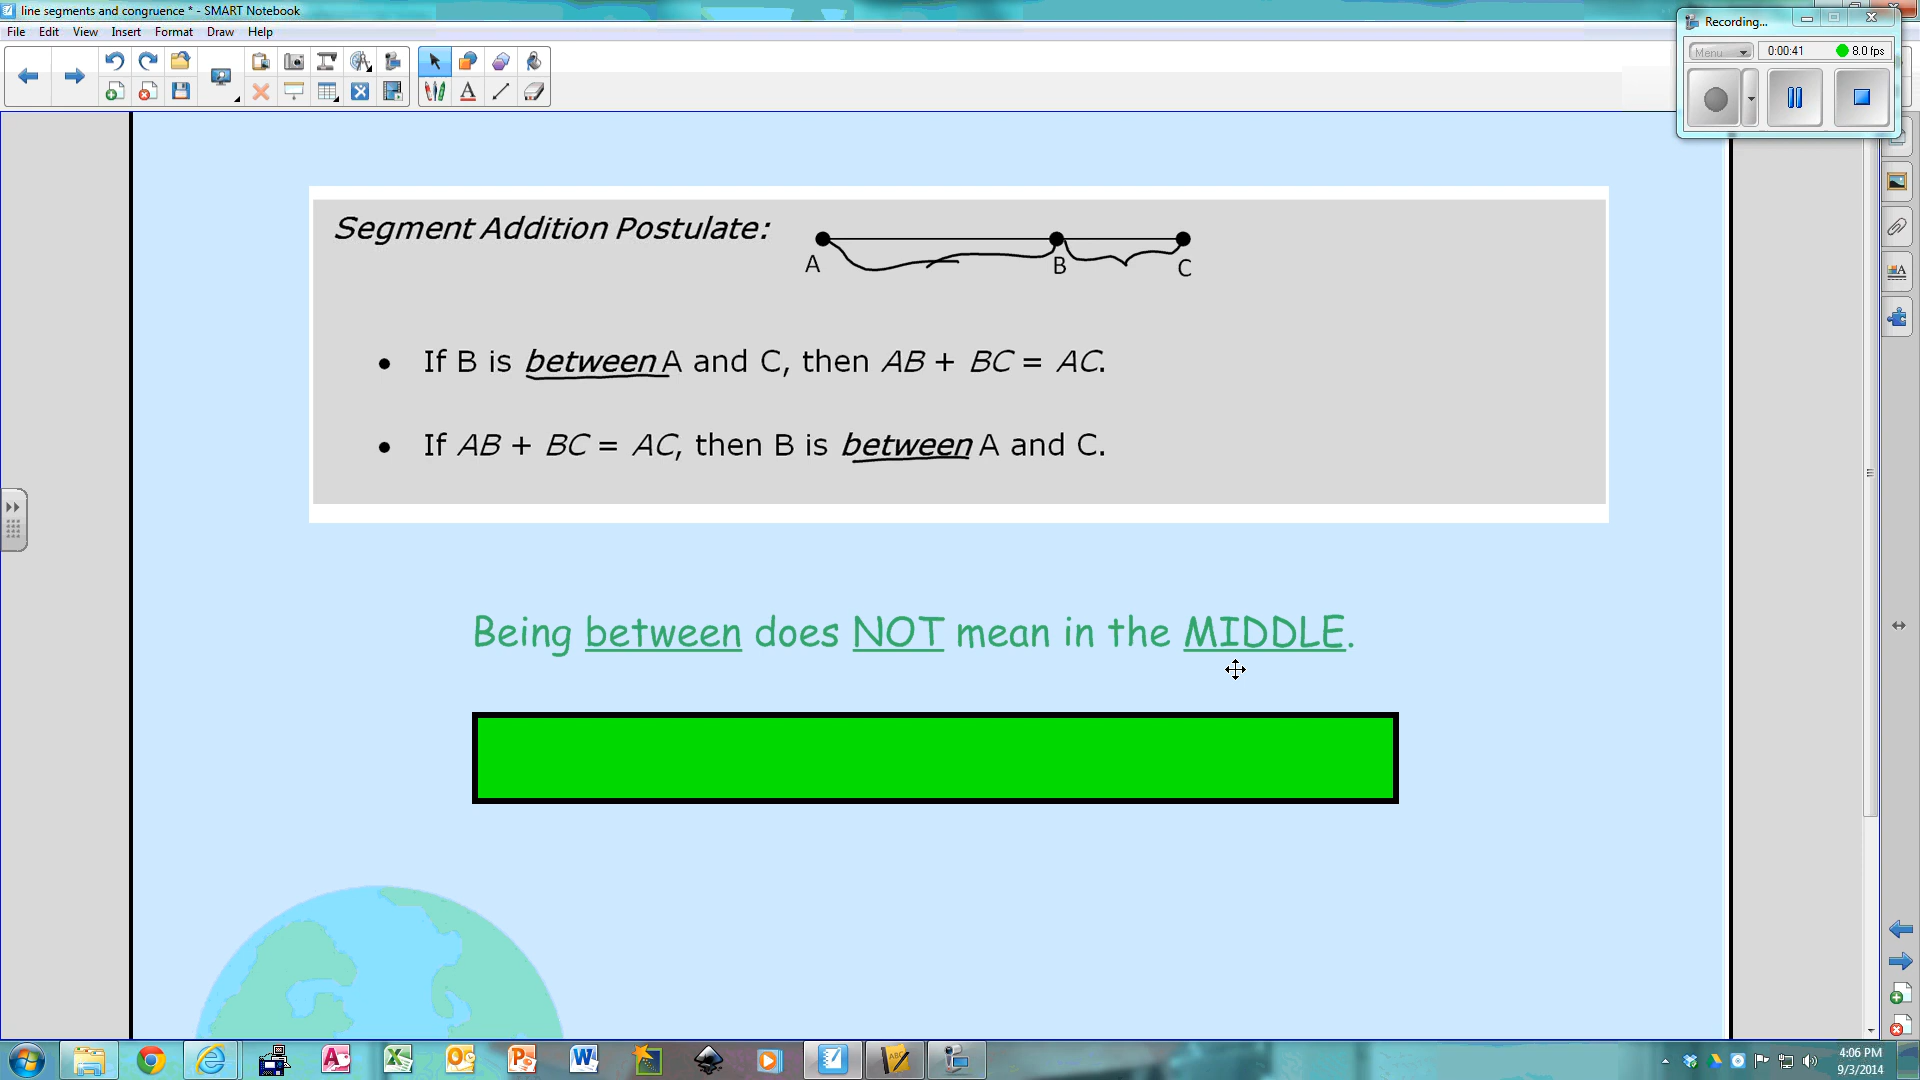 line segments and congruence * - SMART Notebook
File Edit View Insert Format Draw Help
Recording...
Menu 0:00:41 8.0 fps
Segment Addition Postulate:
A B C
• If B is between A and C, then AB + BC = AC.
• If AB + BC = AC, then B is between A and C.
Being between does NOT mean in the MIDDLE.
4:06 PM
9/3/2014